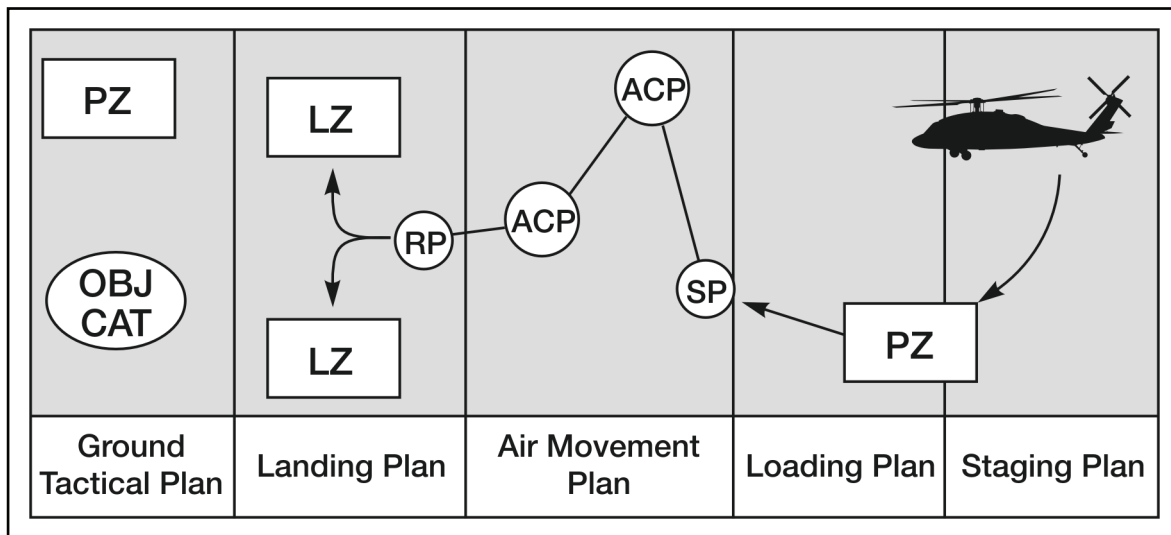 PZ
OBJ
CAT
LZ
LZ
RP
ACP
ACP
SP
PZ
Ground
Tactical Plan
Landing Plan
Air Movement
Plan
Loading Plan
Staging Plan